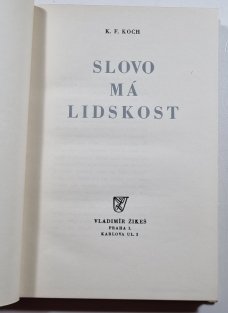 K. F. KOCH
SLOVO
MÁ
LIDSKOST
VLADIMÍR ŽIKEŠ
PRAHA I.
KARLOVA UL. 2